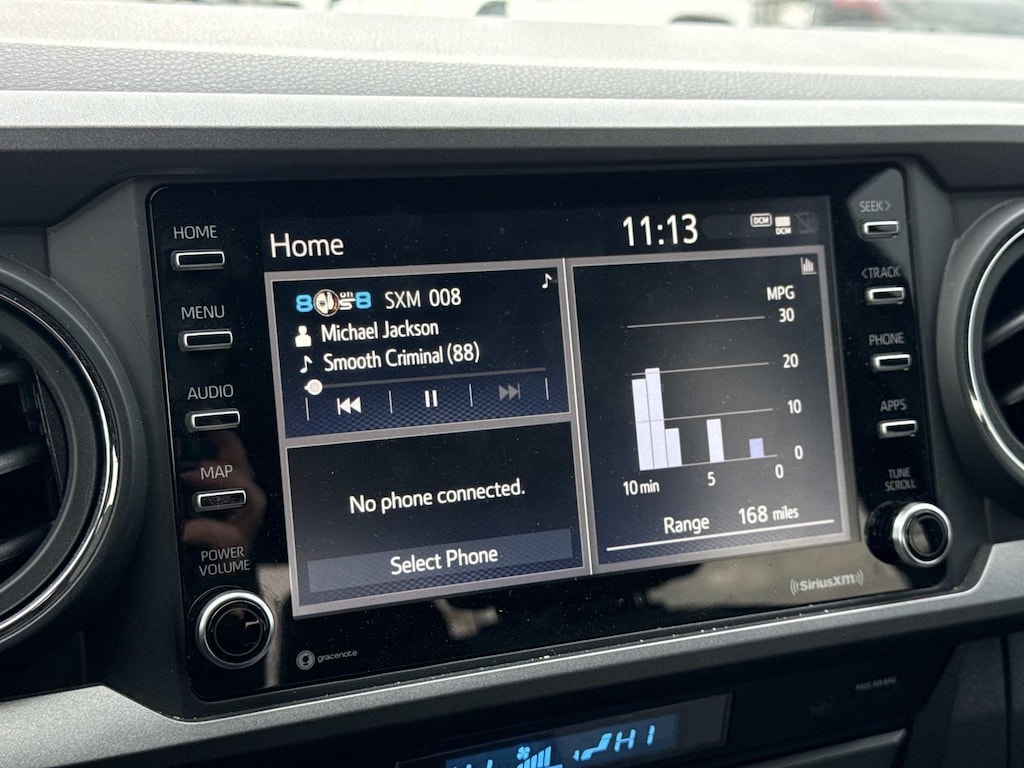 HOME
MENU
AUDIO
MAP
POWER
VOLUME
Home
11:13
DCM
DCM
8on8 SXM 008
Michael Jackson
Smooth Criminal (88)
No phone connected.
Select Phone
MPG
30
20
10
0
10 min 5 0
Range 168 miles
SEEK>
<TRACK
PHONE
APPS
TUNE
SCROLL
((SiriusXM))
gracenote
HI